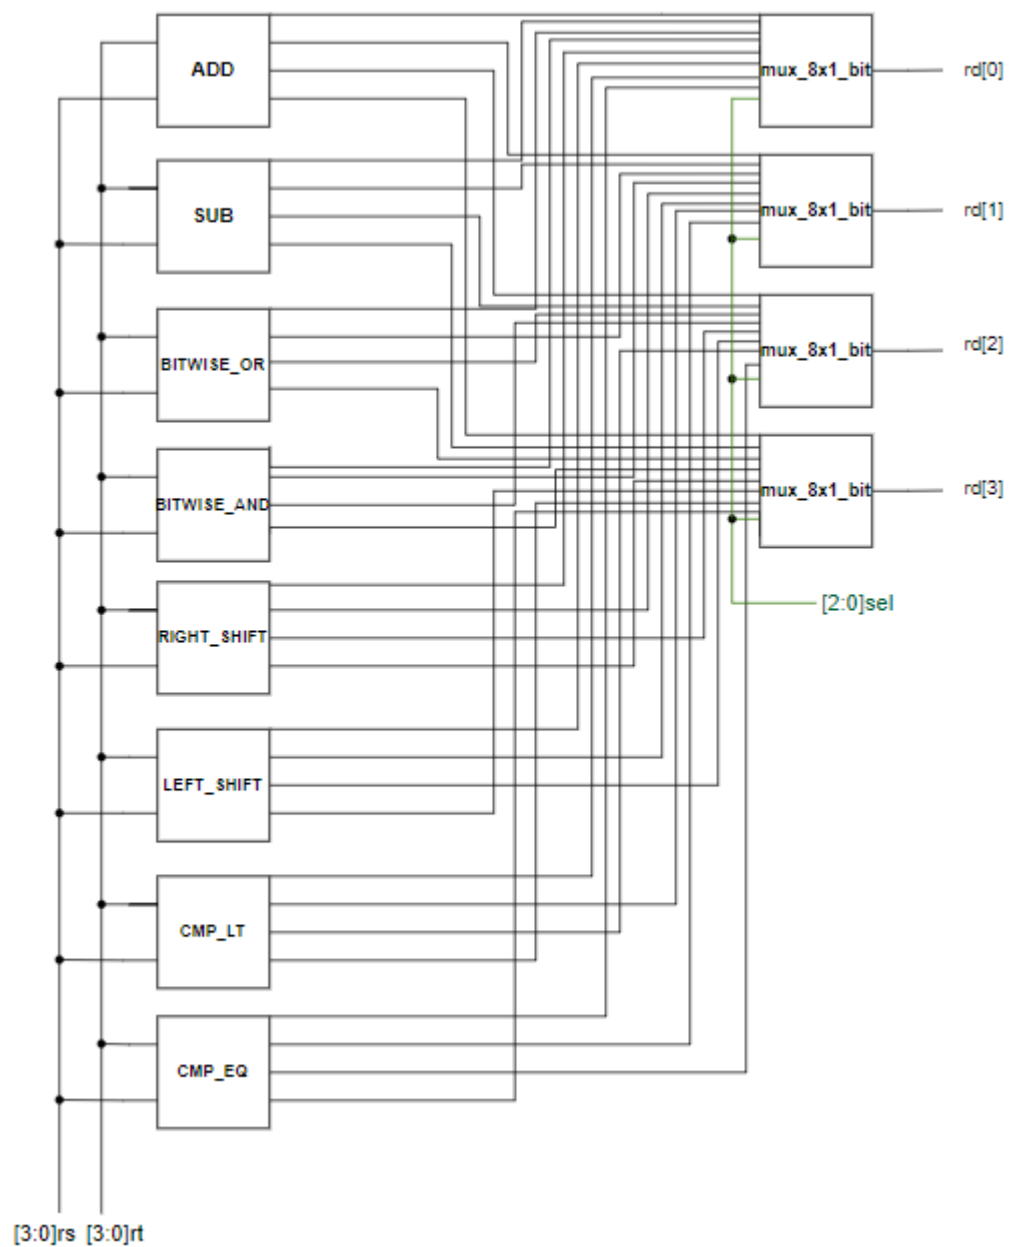 ADD
mux_8x1_bit
rd[0]
SUB
mux_8x1_bit
rd[1]
BITWISE_OR
mux_8x1_bit
rd[2]
BITWISE_AND
mux_8x1_bit
rd[3]
[2:0]sel
RIGHT_SHIFT
LEFT_SHIFT
CMP_LT
CMP_EQ
[3:0]rs [3:0]rt